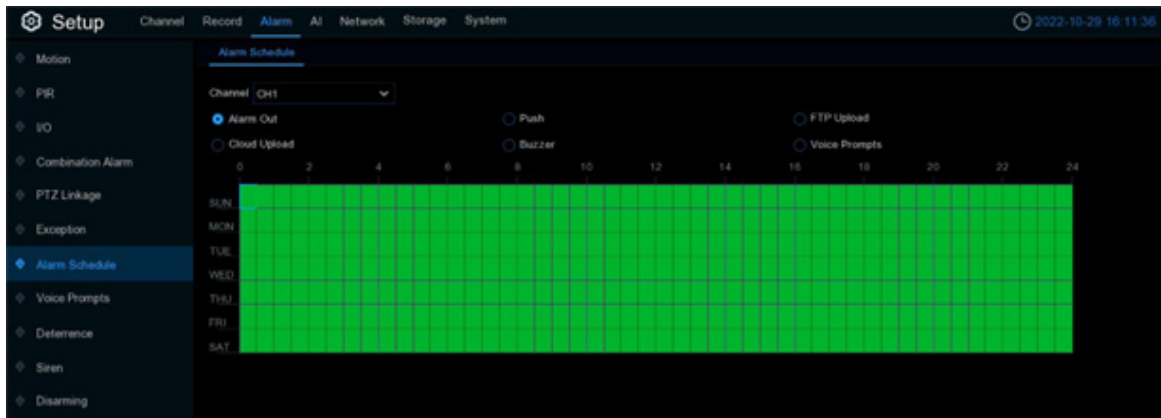 Setup Channel Record Alarm AI Network Storage System 2022-10-29 16:11:36
Motion
Alarm Schedule
PIR
Channel CH1
Alarm Out Push FTP Upload
I/O
Cloud Upload Buzzer Voice Prompts
Combination Alarm
0 2 4 6 8 10 12 14 16 18 20 22 24
PTZ Linkage
SUN
Exception
MON
TUE
Alarm Schedule
WED
Voice Prompts
THU
FRI
Deterrence
SAT
Siren
Disarming